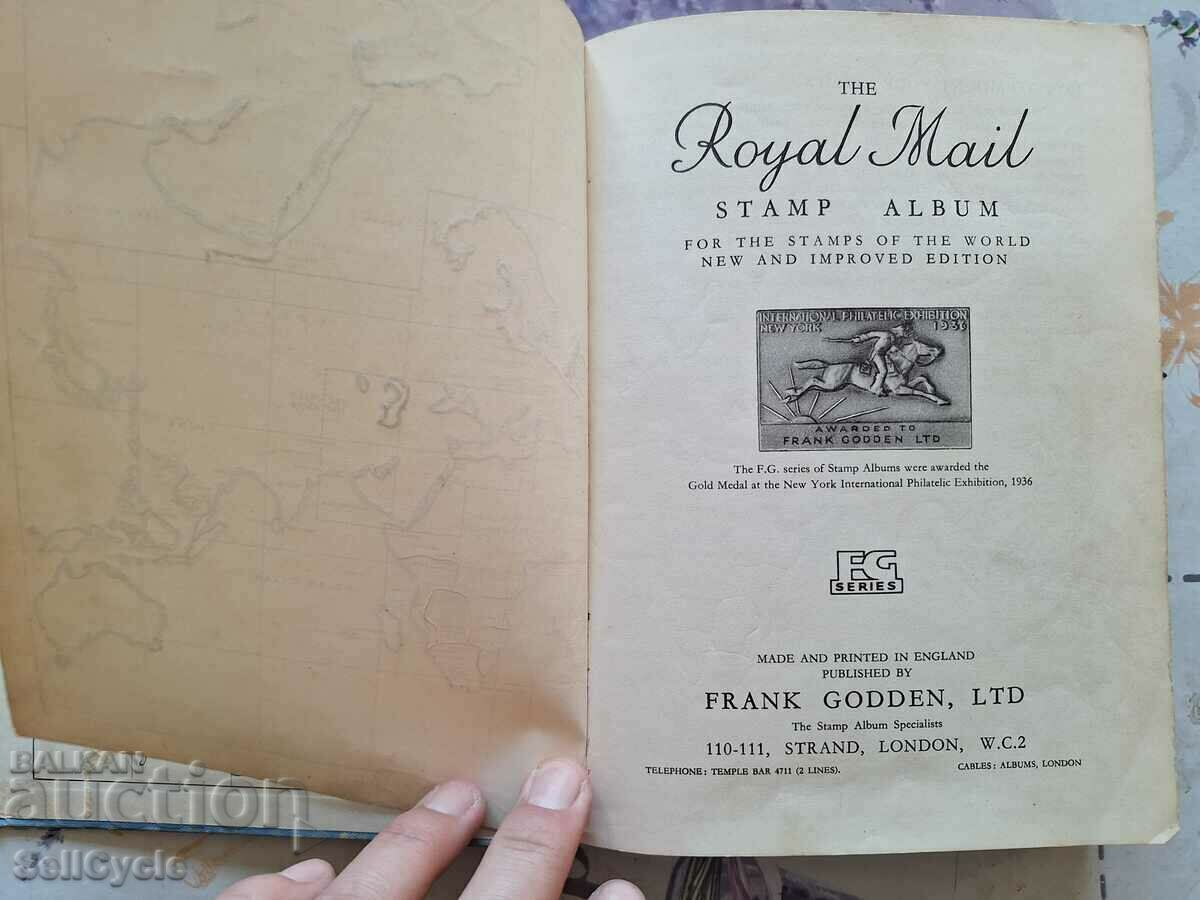 THE
Royal Mail
STAMP ALBUM
FOR THE STAMPS OF THE WORLD
NEW AND IMPROVED EDITION
INTERNATIONAL PHILATELIC EXHIBITION
NEW YORK 1936
AWARDED TO
FRANK GODDEN LTD
The F.G. series of Stamp Albums were awarded the
Gold Medal at the New York International Philatelic Exhibition, 1936
FG
SERIES
MADE AND PRINTED IN ENGLAND
PUBLISHED BY
FRANK GODDEN, LTD
The Stamp Album Specialists
110-111, STRAND, LONDON, W.C.2
TELEPHONE: TEMPLE BAR 4711 (2 LINES). CABLES: ALBUMS, LONDON
BALKAN
auction
SellCycle